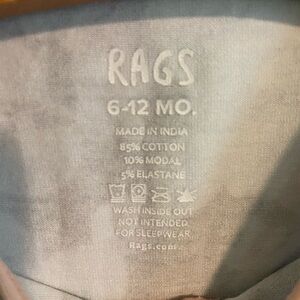 RAGS
6-12 MO.
MADE IN INDIA
85% COTTON
10% MODAL
5% ELASTANE
WASH INSIDE OUT
NOT INTENDED
FOR SLEEPWEAR
Rags.com